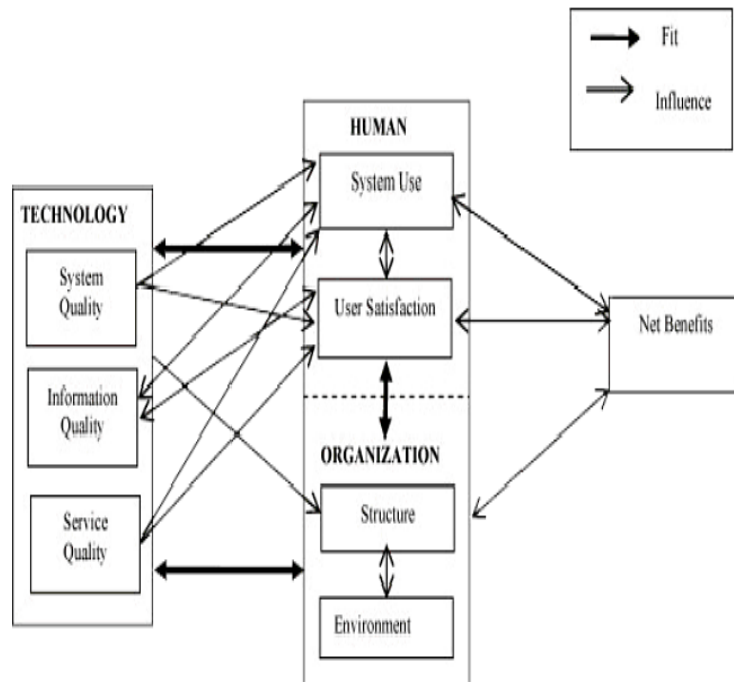 Fit
Influence
HUMAN
System Use
User Satisfaction
TECHNOLOGY
System
Quality
Information
Quality
Service
Quality
ORGANIZATION
Structure
Environment
Net Benefits